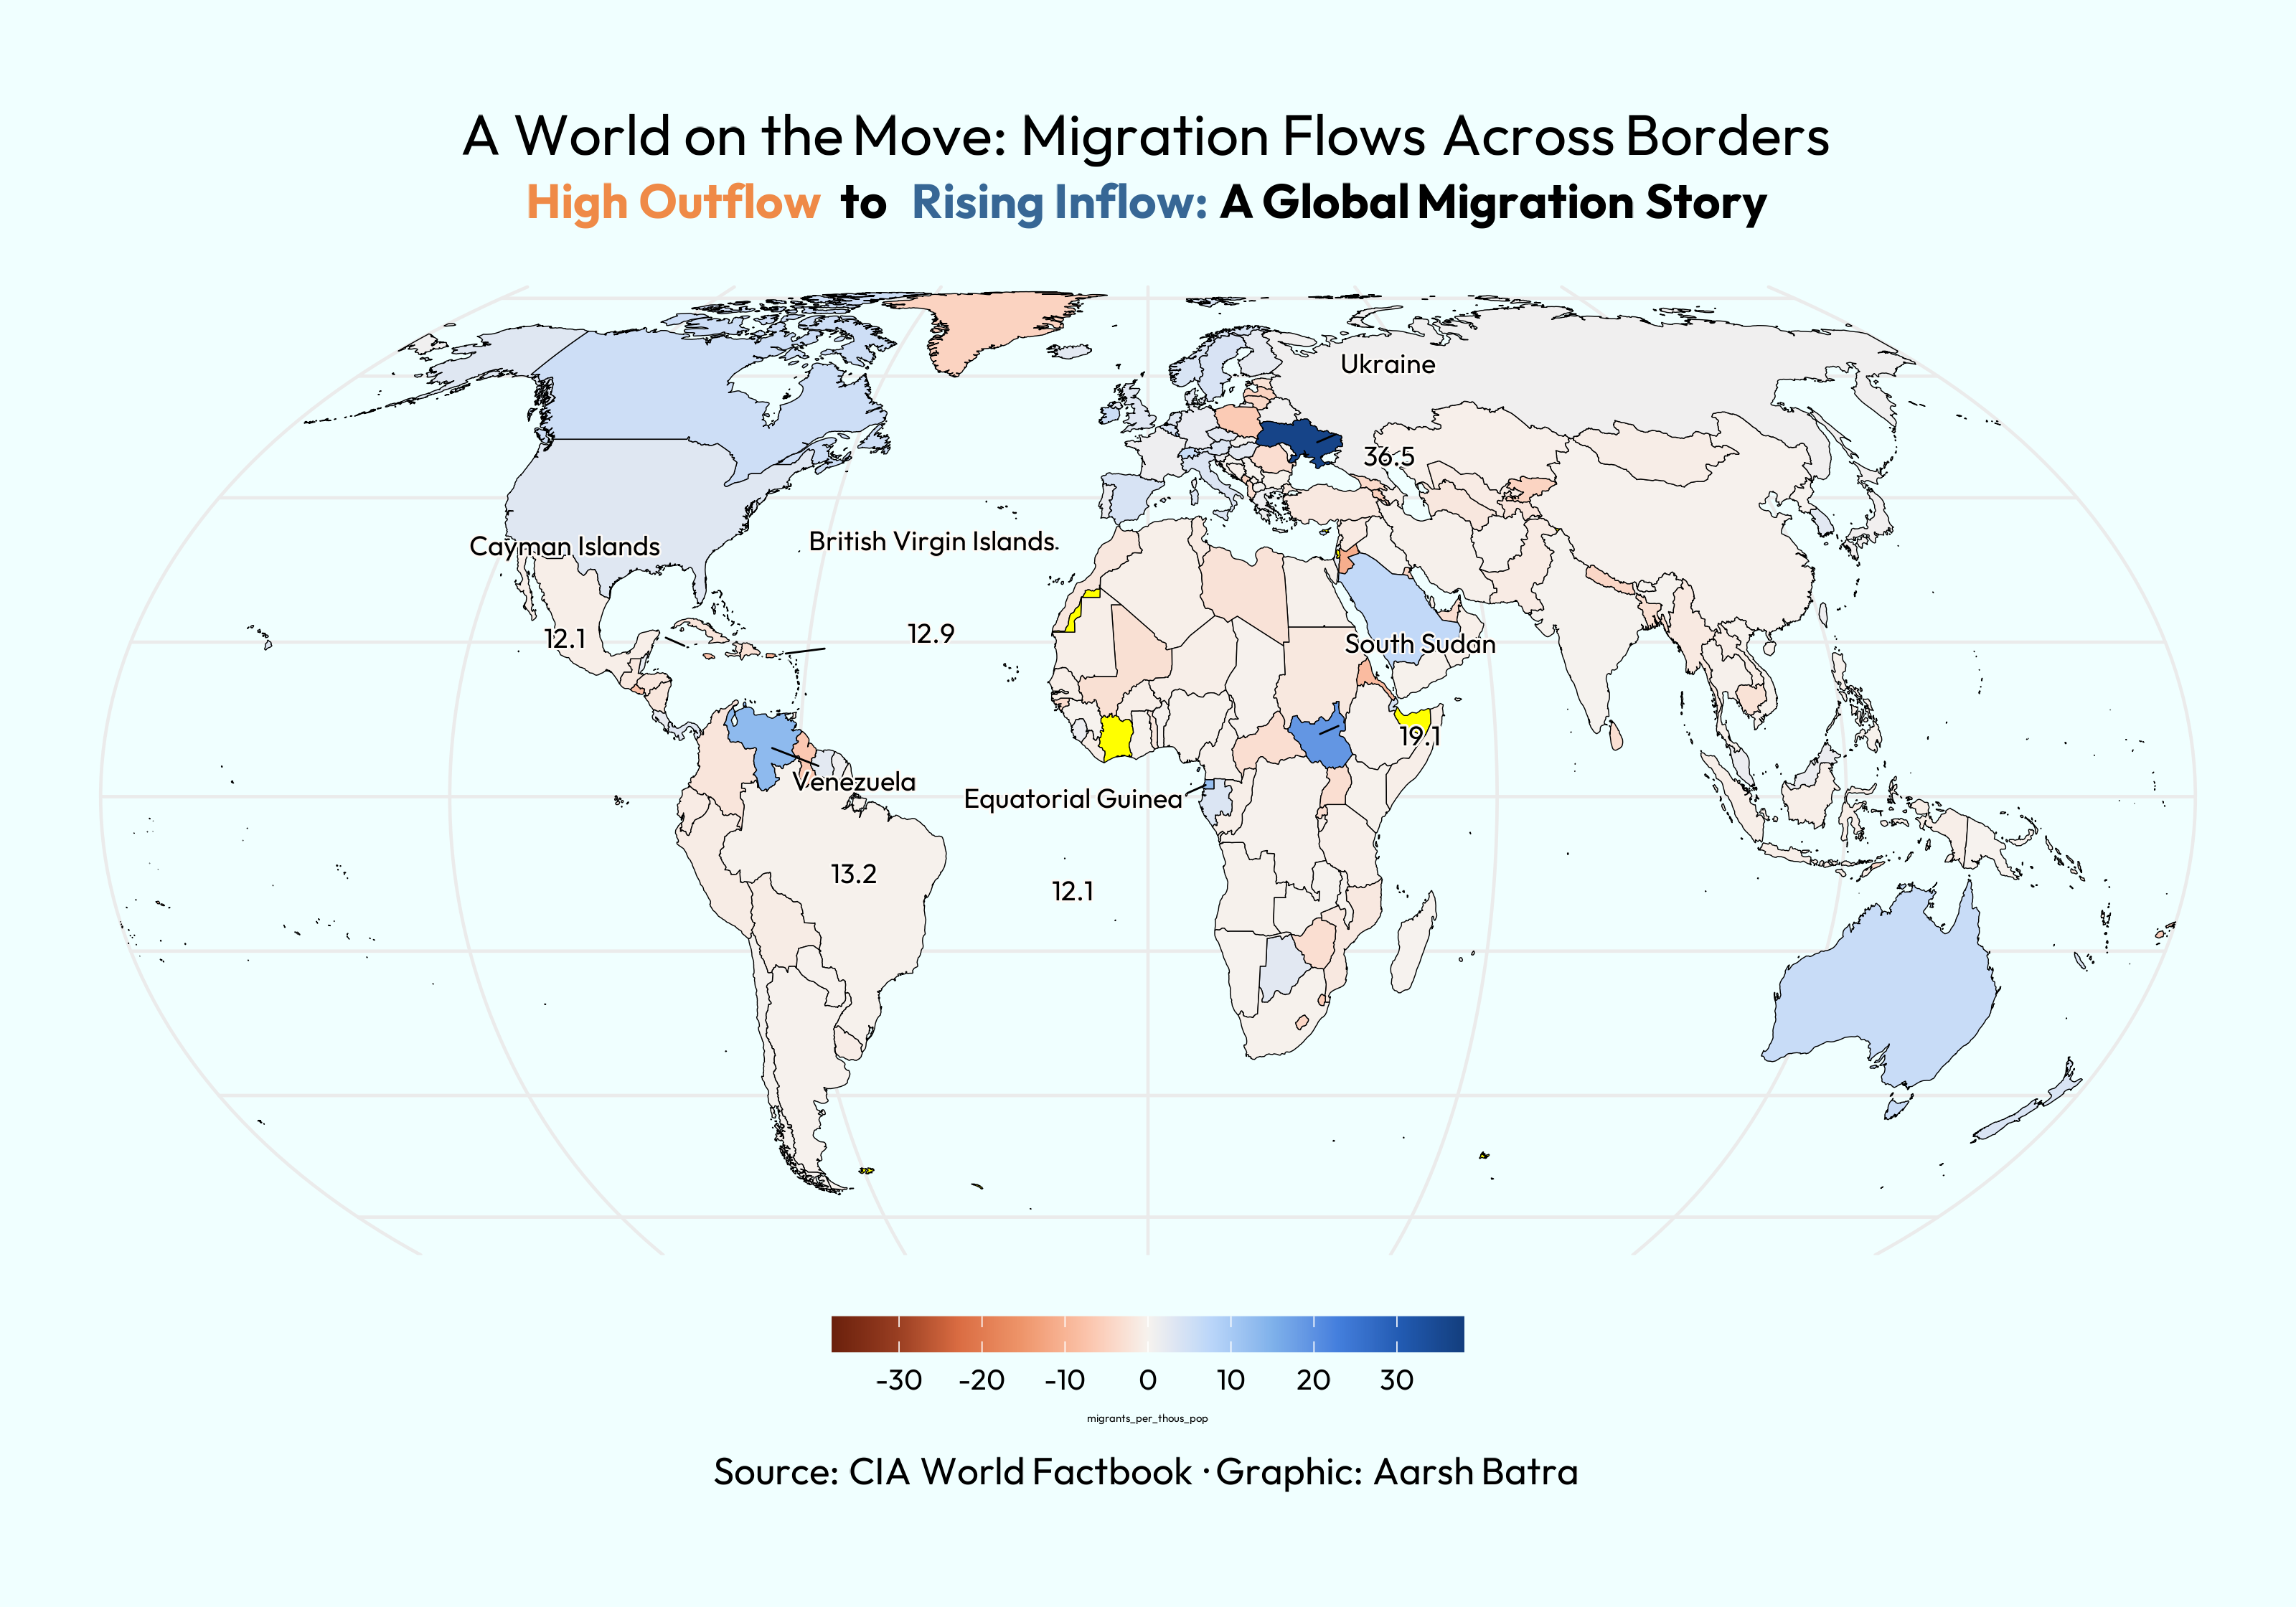 A World on the Move: Migration Flows Across Borders
High Outflow to Rising Inflow: A Global Migration Story
Ukraine
36.5
British Virgin Islands
Cayman Islands
12.9
12.1
South Sudan
19.1
Venezuela
Equatorial Guinea
13.2
12.1
-30 -20 -10 0 10 20 30
migrants_per_thous_pop
Source: CIA World Factbook · Graphic: Aarsh Batra